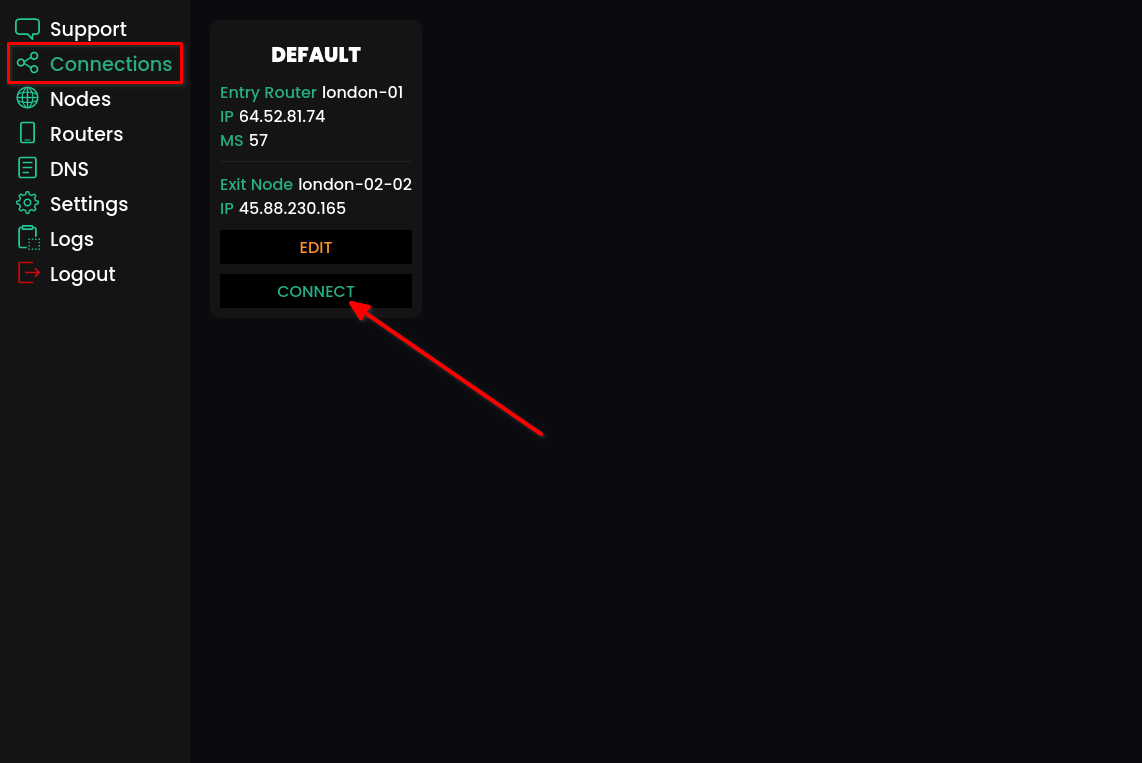 Support
Connections
Nodes
Routers
DNS
Settings
Logs
Logout
DEFAULT
Entry Router london-01
IP 64.52.81.74
MS 57
Exit Node london-02-02
IP 45.88.230.165
EDIT
CONNECT